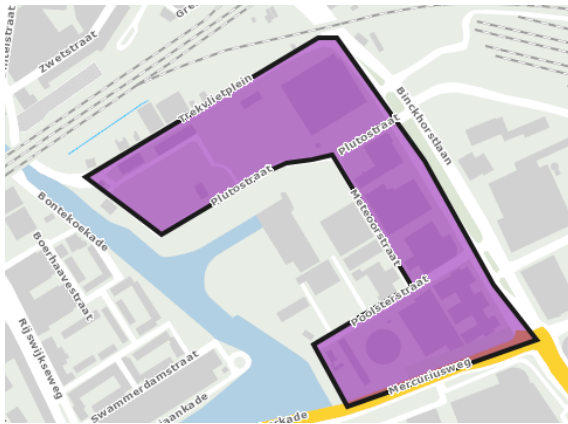 Zwetstraat
Trekvlietplein
Binckhorstlaan
Plutostraat
Plutostraat
Bontekoekade
Meteoorstraat
Boerhaavestraat
Poolsterstraat
Rijswijkseweg
Mercuriusweg
Swammerdamstraat